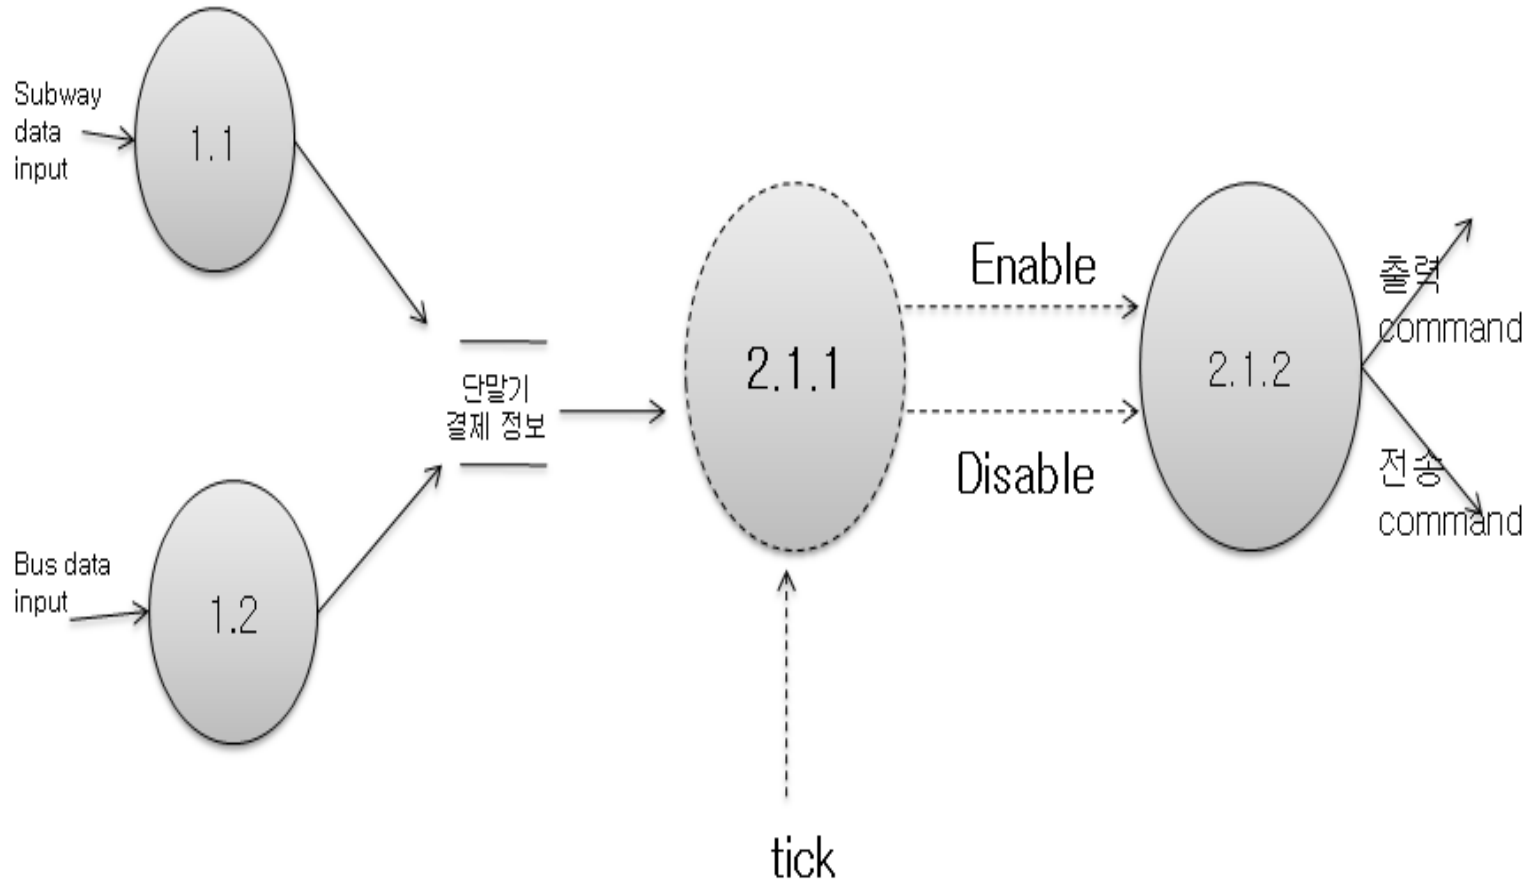 Subway
data
input
1.1
Bus data
input
1.2
단말기
결제 정보
2.1.1
tick
Enable
Disable
2.1.2
출력
command
전송
command